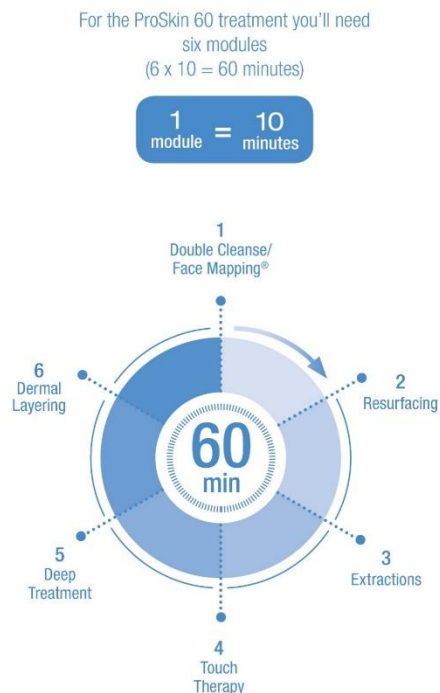 For the ProSkin 60 treatment you'll need
six modules
(6 x 10 = 60 minutes)
1
module
=
10
minutes
1
Double Cleanse/
Face Mapping®
2
Resurfacing
3
Extractions
4
Touch
Therapy
5
Deep
Treatment
6
Dermal
Layering
60
min